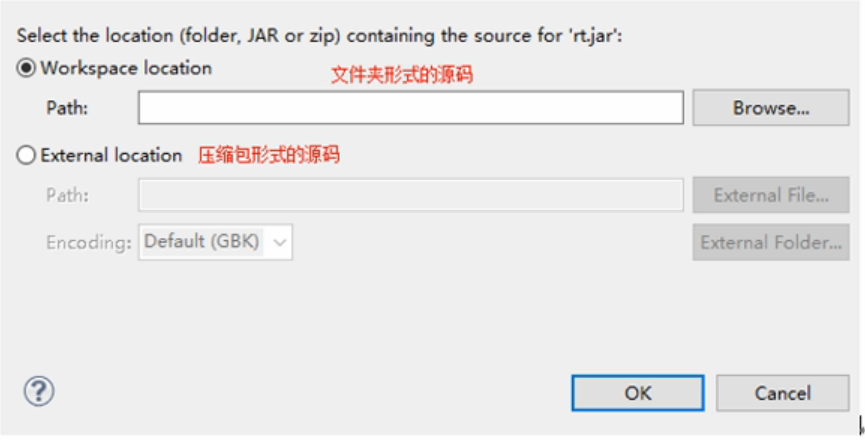 Select the location (folder, JAR or zip) containing the source for 'rt.jar':
Workspace location 文件夹形式的源码
Path: Browse...
External location 压缩包形式的源码
Path: External File...
Encoding: Default (GBK) External Folder...
? OK Cancel